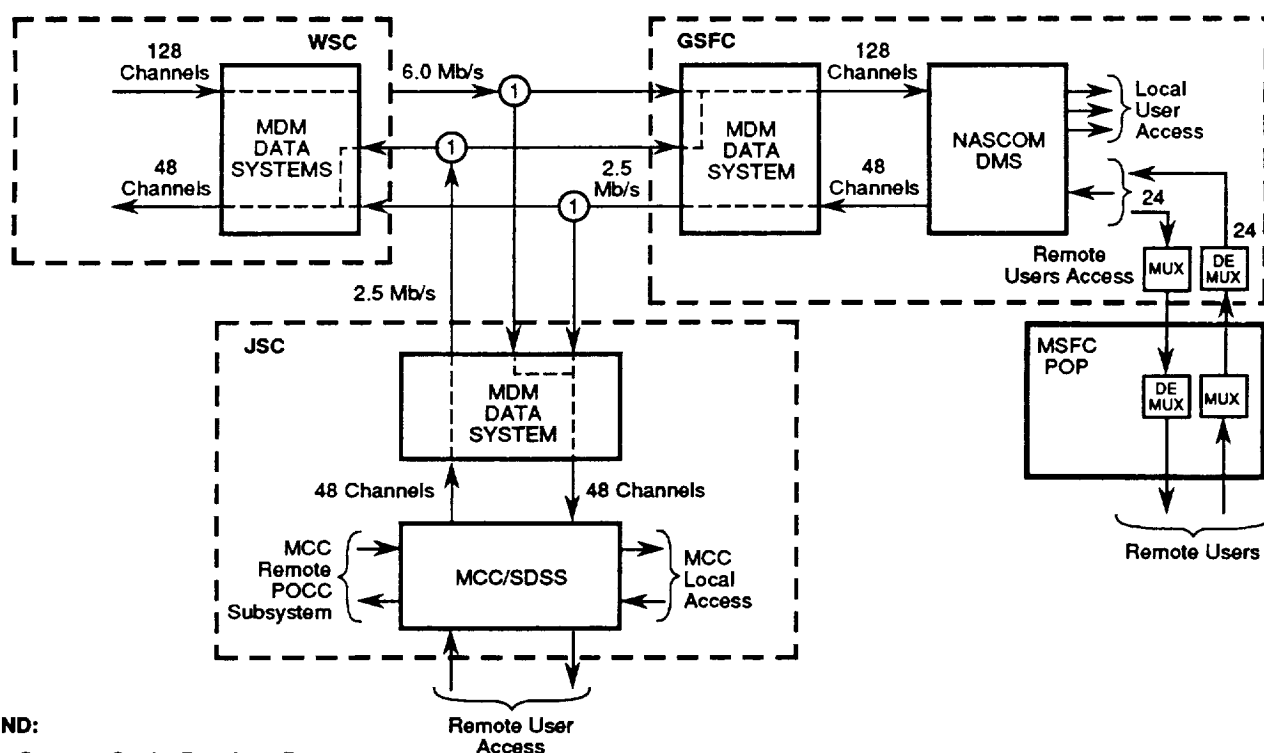 WSC
128
Channels
MDM
DATA
SYSTEMS
48
Channels
6.0 Mb/s
1
1
2.5
Mb/s
1
2.5 Mb/s
GSFC
MDM
DATA
SYSTEM
128
Channels
48
Channels
NASCOM
DMS
Local
User
Access
24
24
Remote
Users Access
MUX
DE
MUX
MSFC
POP
DE
MUX
MUX
Remote Users
JSC
MDM
DATA
SYSTEM
48 Channels
48 Channels
MCC
Remote
POCC
Subsystem
MCC/SDSS
MCC
Local
Access
Remote User
Access
ND: